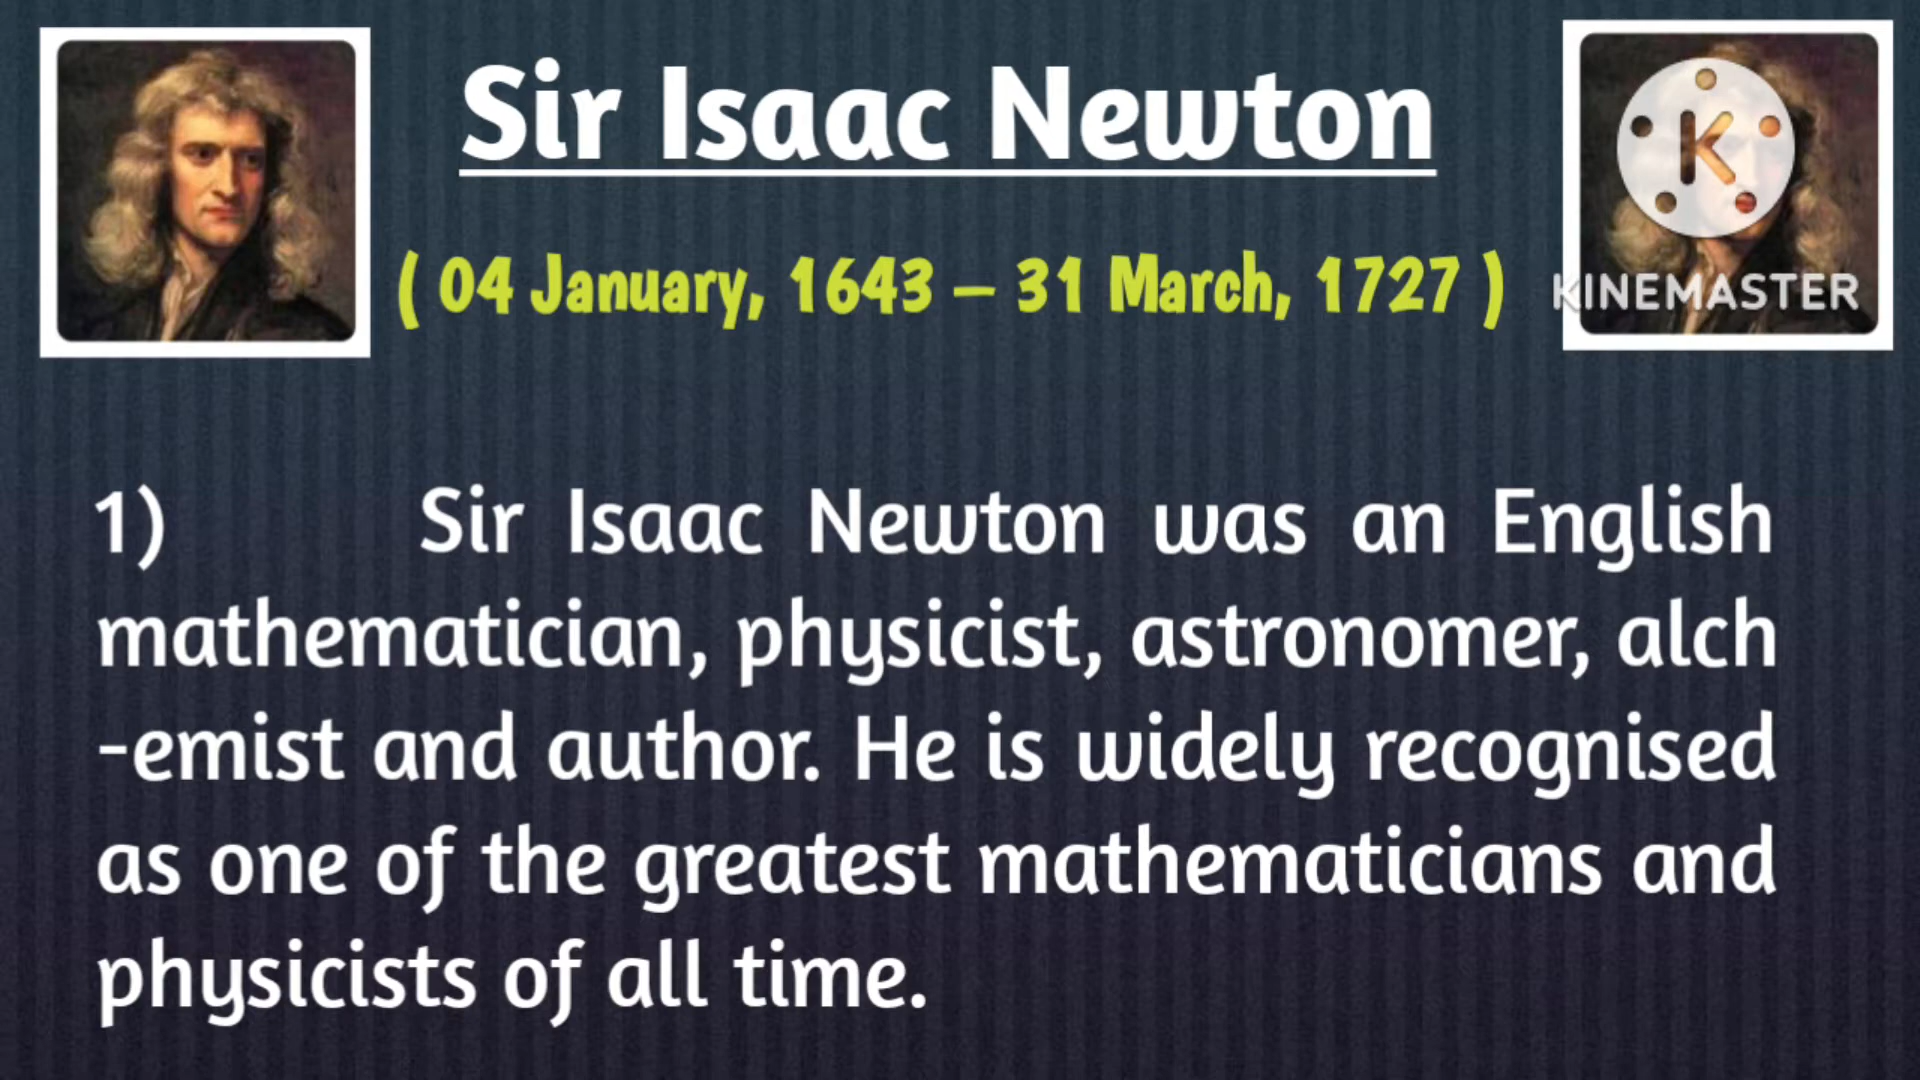 Sir Isaac Newton
( 04 January, 1643 – 31 March, 1727 )
K
KINEMASTER
1) Sir Isaac Newton was an English
mathematician, physicist, astronomer, alch
-emist and author. He is widely recognised
as one of the greatest mathematicians and
physicists of all time.